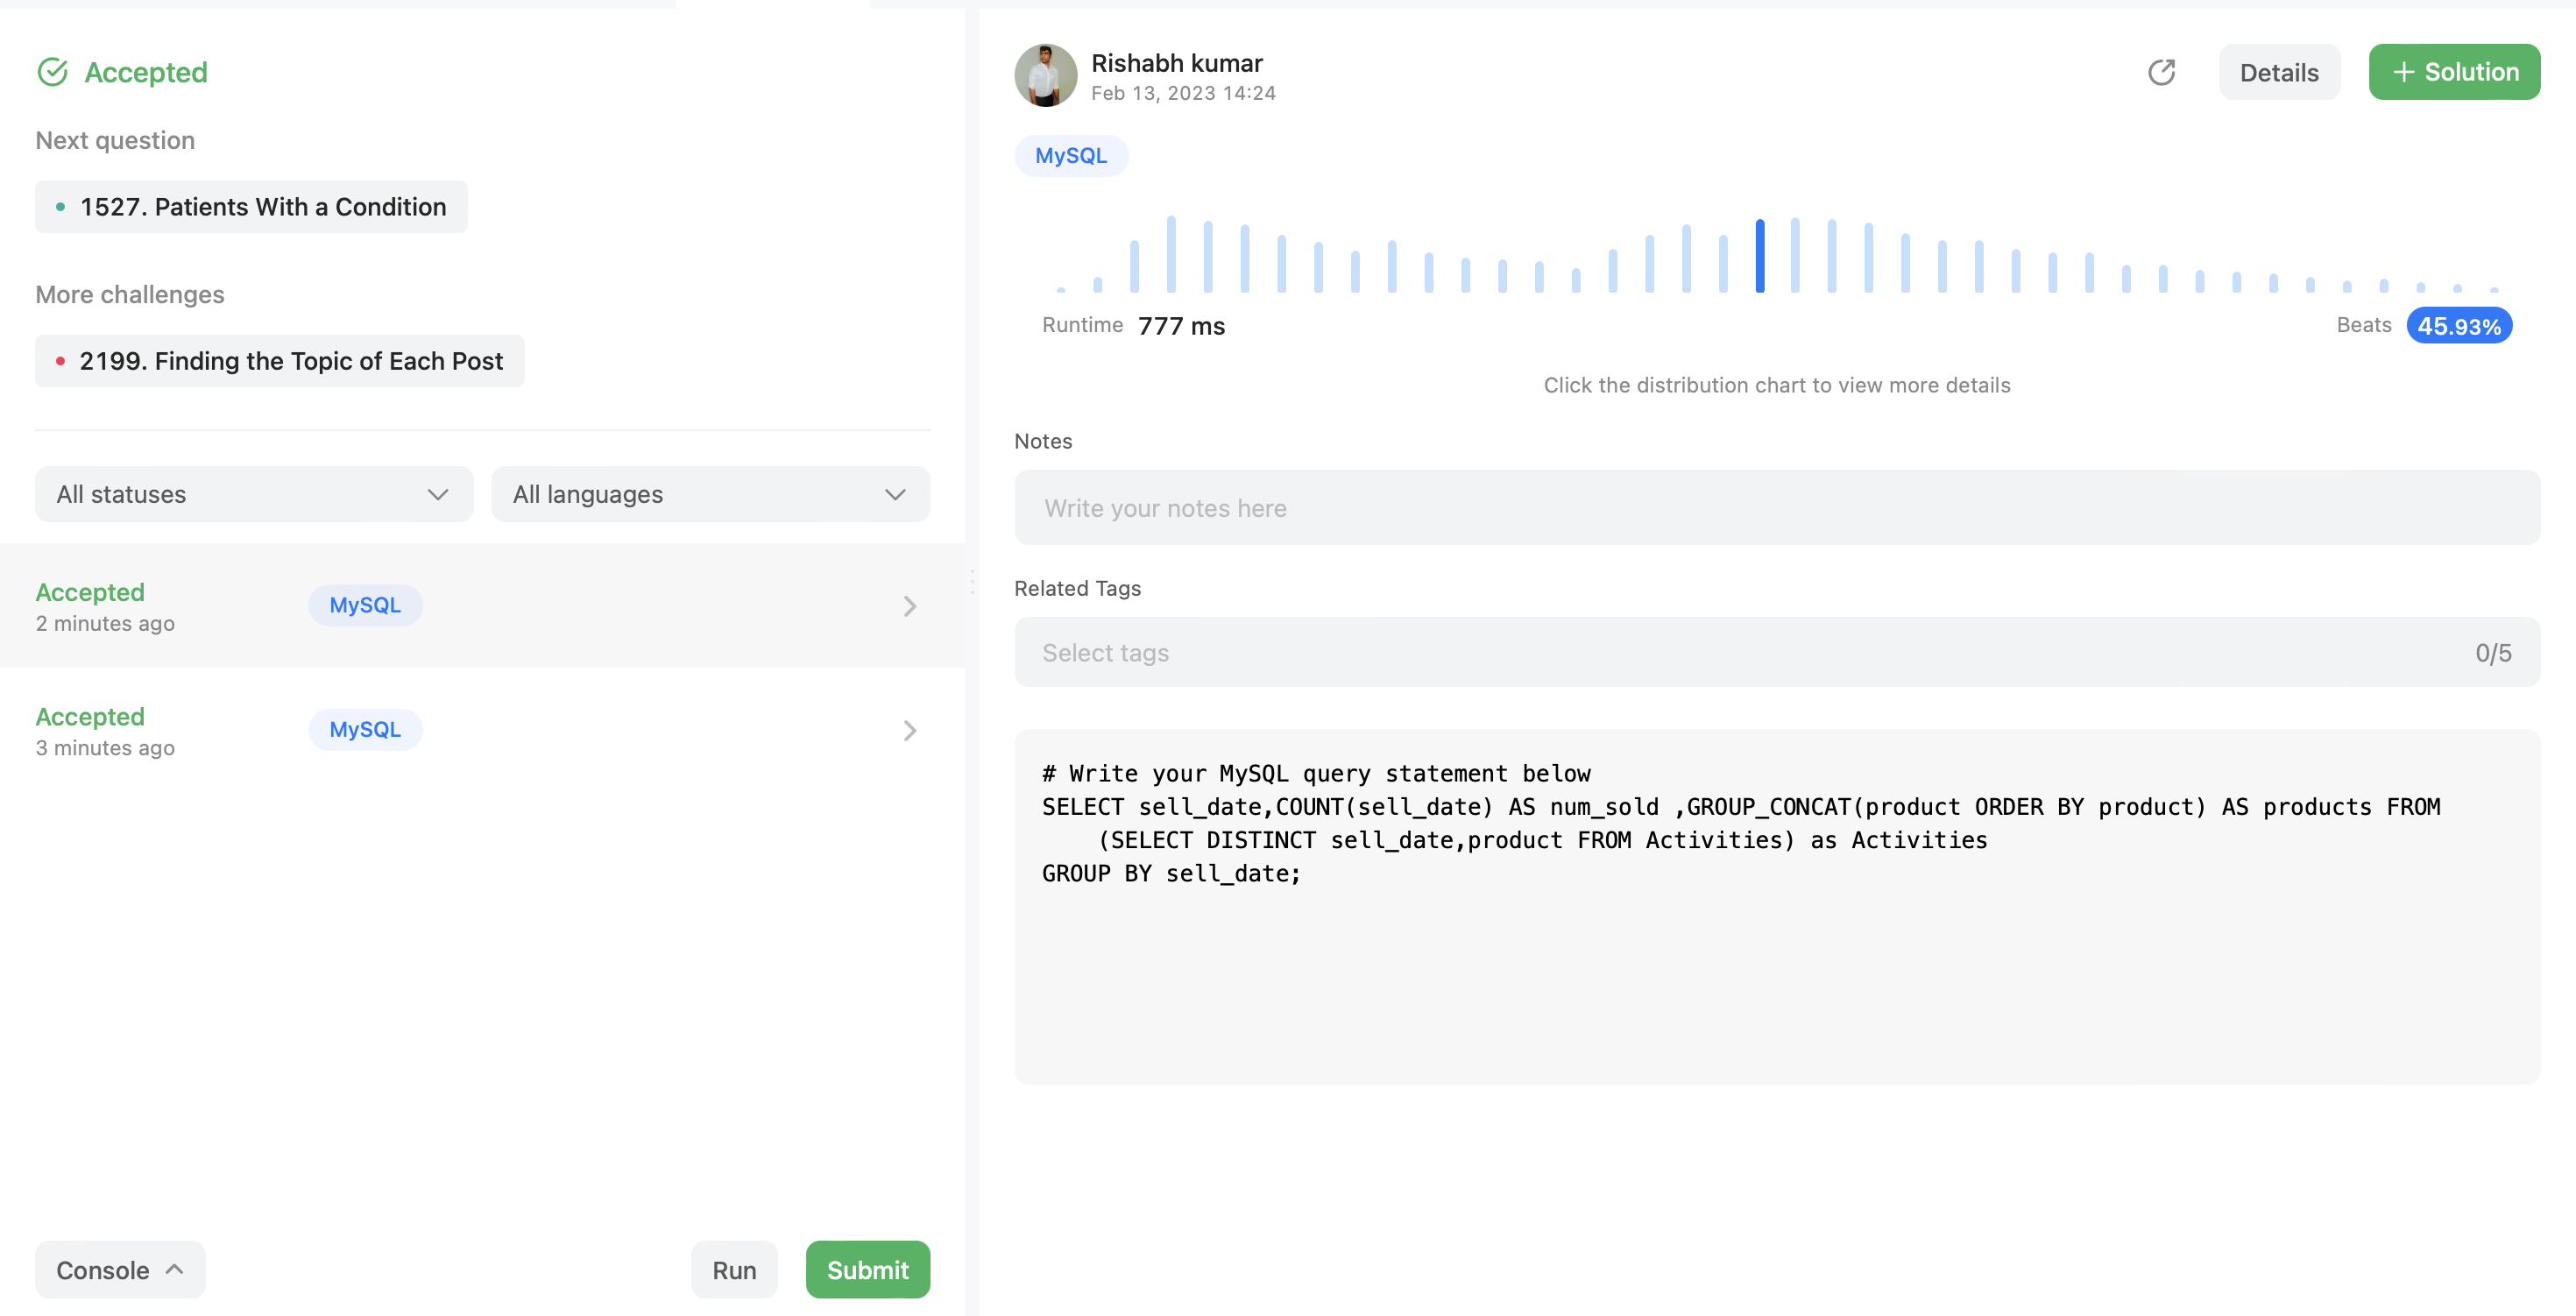 Accepted
Next question
1527. Patients With a Condition
More challenges
2199. Finding the Topic of Each Post
All statuses
All languages
Accepted
2 minutes ago
MySQL
Accepted
3 minutes ago
MySQL
Console
Run
Submit
Rishabh kumar
Feb 13, 2023 14:24
Details
+ Solution
MySQL
Runtime 777 ms
Beats 45.93%
Click the distribution chart to view more details
Notes
Write your notes here
Related Tags
Select tags
0/5
# Write your MySQL query statement below
SELECT sell_date,COUNT(sell_date) AS num_sold ,GROUP_CONCAT(product ORDER BY product) AS products FROM
    (SELECT DISTINCT sell_date,product FROM Activities) as Activities
GROUP BY sell_date;